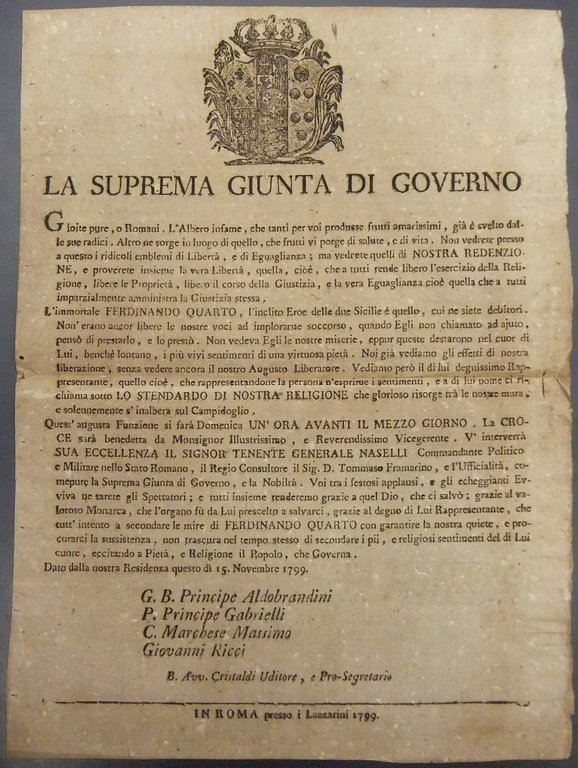 LA SUPREMA GIUNTA DI GOVERNO
Gioite pure, o Romani. L'Albero infame, che tanti per voi produsse frutti amarissimi, già è svelto dal-
le sue radici. Altro ne sorge in luogo di quello, che frutti vi porge di salute, e di vita. Non vedrete presso
a questo i ridicoli emblemi di Libertà, e di Eguaglianza; ma vedrete quelli di NOSTRA REDENZIO-
NE, e proverete insieme la vera Libertà, quella, cioè, che a tutti rende libero l'esercizio della Reli-
gione, libere le Proprietà, libero il corso della Giustizia, e la vera Eguaglianza cioè quella che a tutti
imparzialmente amministra la Giustizia stessa.
L'immortale FERDINANDO QUARTO, l'inclito Eroe delle due Sicilie è quello, cui ne siete debitori.
Non' erano ancor libere le nostre voci ad implorarne soccorso, quando Egli non chiamato ad ajuto,
pensò di prestarlo, e lo prestò. Non vedeva Egli le nostre miserie, eppur queste destarono nel cuor di
Lui, benchè lontano, i più vivi sentimenti di una virtuosa pietà. Noi già vediamo gli effetti di nostra
liberazione, senza vedere ancora il nostro Augusto Liberatore. Vediamo però il di lui degnissimo Rap-
presentante, quello cioè, che rappresentandone la persona n'esprime i sentimenti, e a di lui nome ci ri-
chiama sotto LO STENDARDO DI NOSTRA RELIGIONE che glorioso risorge trà le nostre mura,
e solennemente s' inalbera sul Campidoglio.
Quest' augusta Funzione si farà Domenica UN' ORA AVANTI IL MEZZO GIORNO. La CRO-
CE sarà benedetta da Monsignor Illustrissimo, e Reverendissimo Vicegerente. V' interverrà
SUA ECCELLENZA IL SIGNOR TENENTE GENERALE NASELLI Commandante Politico
e Militare nello Stato Romano, il Regio Consultore il Sig. D. Tommaso Framarino, e l'Ufficialità, co-
mepure la Suprema Giunta di Governo, e la Nobiltà. Voi tra i festosi applausi, e gli echeggianti Ev-
viva ne sarete gli Spettatori; e tutti insieme renderemo grazie a quel Dio, che ci salvò; grazie al va-
loroso Monarca, che l'organo fù da Lui prescelto a salvarci, grazie al degno di Lui Rappresentante, che
tutt' intento a secondare le mire di FERDINANDO QUARTO con garantire la nostra quiete, e pro-
curarci la sussistenza, non trascura nel tempo stesso di secondare i pii, e religiosi sentimenti del di Lui
cuore, eccitando a Pietà, e Religione il Popolo, che Governa.
Dato dalla nostra Residenza questo dì 15. Novembre 1799.
G. B. Principe Aldobrandini
P. Principe Gabrielli
C. Marchese Massimo
Giovanni Ricci
B. Avv. Cristaldi Uditore, e Pro-Segretario
IN ROMA presso i Lazzarini 1799.